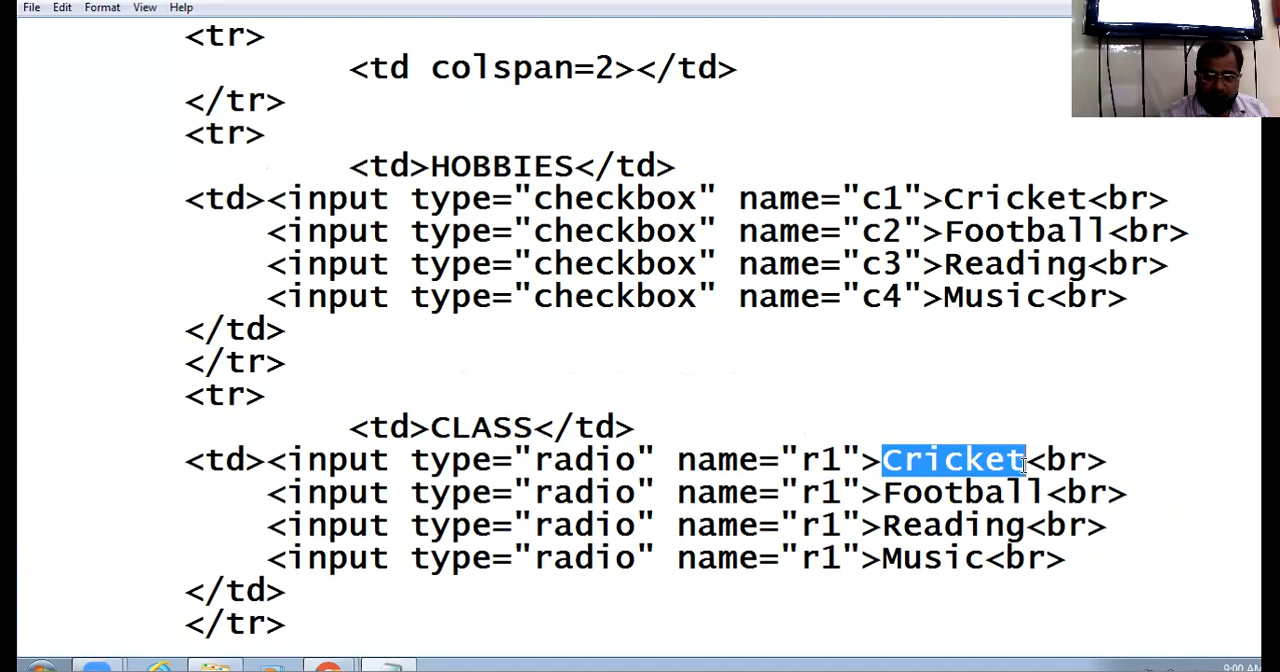 File Edit Format View Help
<tr>
<td colspan=2></td>
</tr>
<tr>
<td>HOBBIES</td>
<td><input type="checkbox" name="c1">Cricket<br>
<input type="checkbox" name="c2">Football<br>
<input type="checkbox" name="c3">Reading<br>
<input type="checkbox" name="c4">Music<br>
</td>
</tr>
<tr>
<td>CLASS</td>
<td><input type="radio" name="r1">Cricket<br>
<input type="radio" name="r1">Football<br>
<input type="radio" name="r1">Reading<br>
<input type="radio" name="r1">Music<br>
</td>
</tr>
9:00 AM